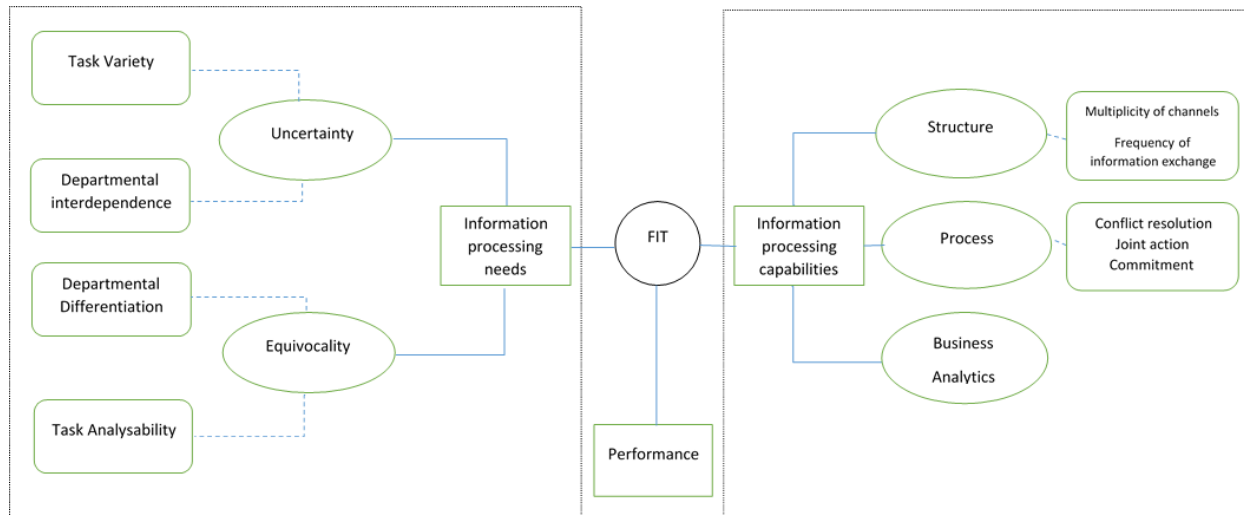 Task Variety
Uncertainty
Departmental
interdependence
Departmental
Differentiation
Equivocality
Task Analysability
Information
processing
needs
FIT
Performance
Information
processing
capabilities
Structure
Multiplicity of channels
Frequency of
information exchange
Process
Conflict resolution
Joint action
Commitment
Business
Analytics